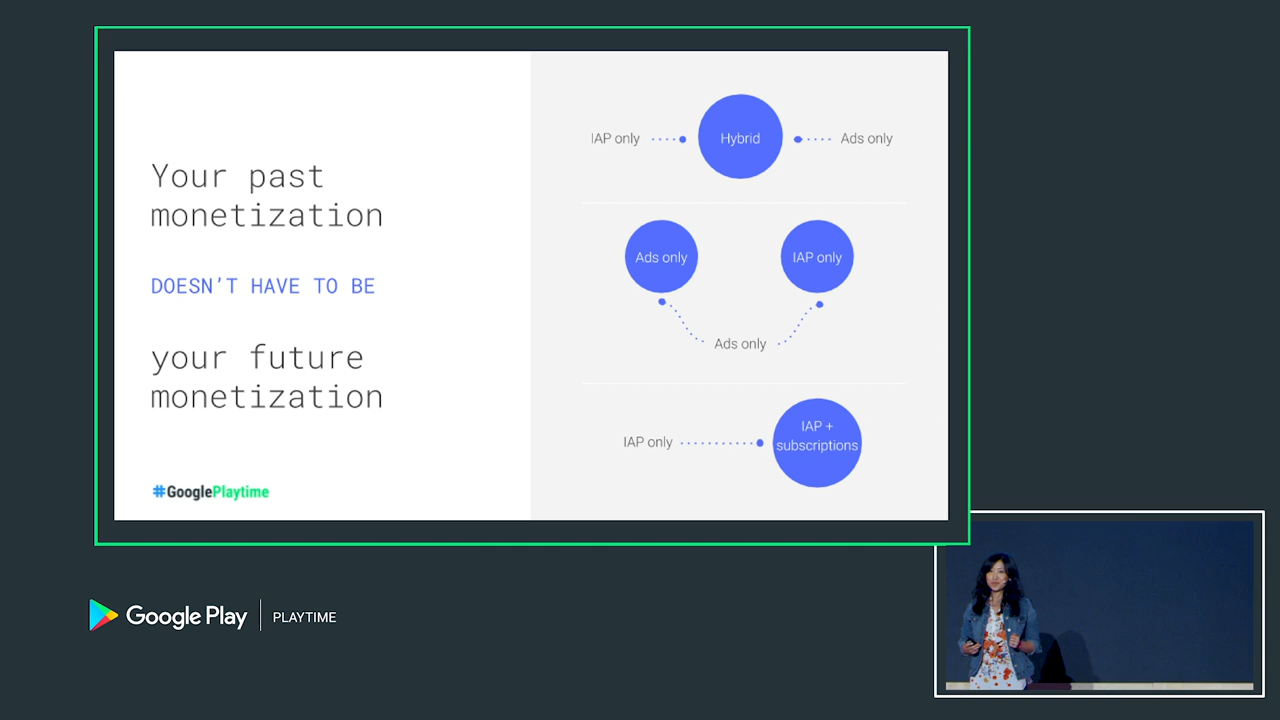 Your past
monetization
DOESN'T HAVE TO BE
your future
monetization
#GooglePlaytime
IAP only
Hybrid
Ads only
Ads only
IAP only
Ads only
IAP only
IAP +
subscriptions
Google Play
PLAYTIME